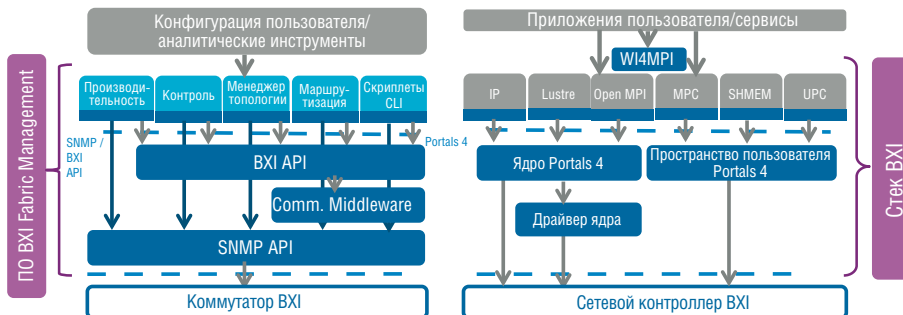 Конфигурация пользователя/
аналитические инструменты
ПО BXI Fabric Management
Производи-
тельность
Контроль
Менеджер
топологии
Маршру-
тизация
Скриплеты
CLI
SNMP /
BXI
API
Portals 4
BXI API
Comm. Middleware
SNMP API
Коммутатор BXI
Приложения пользователя/сервисы
WI4MPI
IP
Lustre
Open MPI
MPC
SHMEM
UPC
Ядро Portals 4
Пространство пользователя
Portals 4
Драйвер ядра
Сетевой контроллер BXI
Стек BXI